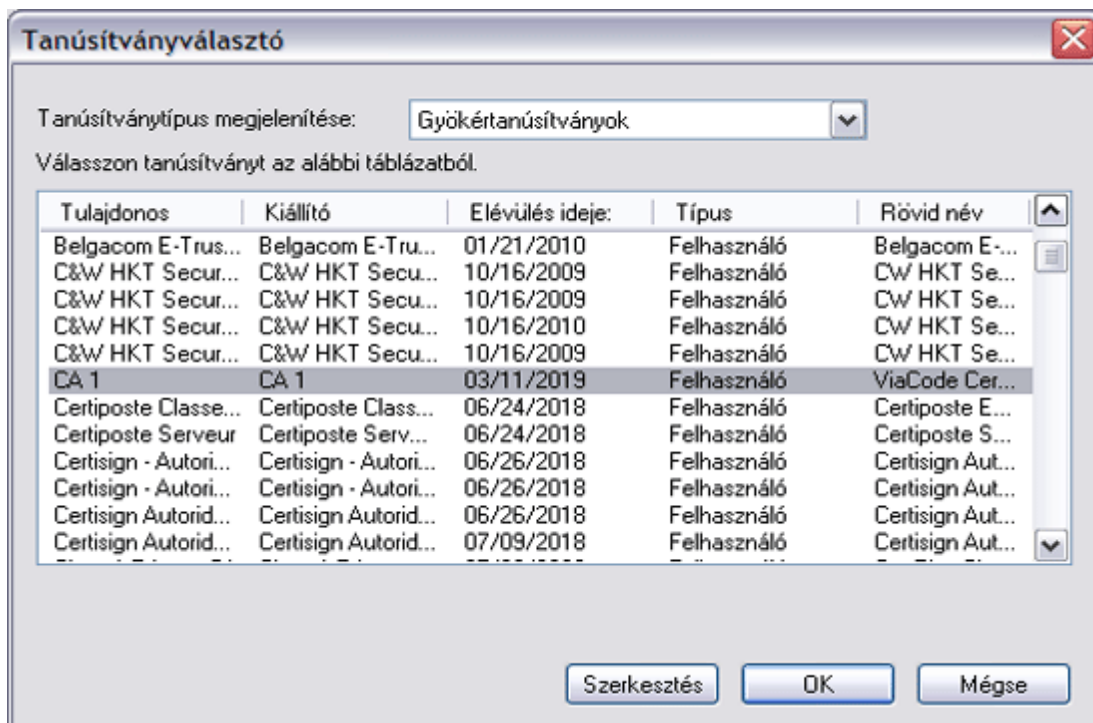 Tanúsítványválasztó
Tanúsítványtípus megjelenítése: Gyökértanúsítványok
Válasszon tanúsítványt az alábbi táblázatból.
Tulajdonos Kiállító Elévülés ideje: Típus Rövid név
Belgacom E-Trus... Belgacom E-Tru... 01/21/2010 Felhasználó Belgacom E-...
C&W HKT Secur... C&W HKT Secu... 10/16/2009 Felhasználó CW HKT Se...
C&W HKT Secur... C&W HKT Secu... 10/16/2009 Felhasználó CW HKT Se...
C&W HKT Secur... C&W HKT Secu... 10/16/2010 Felhasználó CW HKT Se...
C&W HKT Secur... C&W HKT Secu... 10/16/2009 Felhasználó CW HKT Se...
CA 1 CA 1 03/11/2019 Felhasználó ViaCode Cer...
Certiposte Classe... Certiposte Class... 06/24/2018 Felhasználó Certiposte E...
Certiposte Serveur Certiposte Serv... 06/24/2018 Felhasználó Certiposte S...
Certisign - Autori... Certisign - Autori... 06/26/2018 Felhasználó Certisign Aut...
Certisign - Autori... Certisign - Autori... 06/26/2018 Felhasználó Certisign Aut...
Certisign Autorid... Certisign Autorid... 06/26/2018 Felhasználó Certisign Aut...
Certisign Autorid... Certisign Autorid... 07/09/2018 Felhasználó Certisign Aut...
Szerkesztés OK Mégse